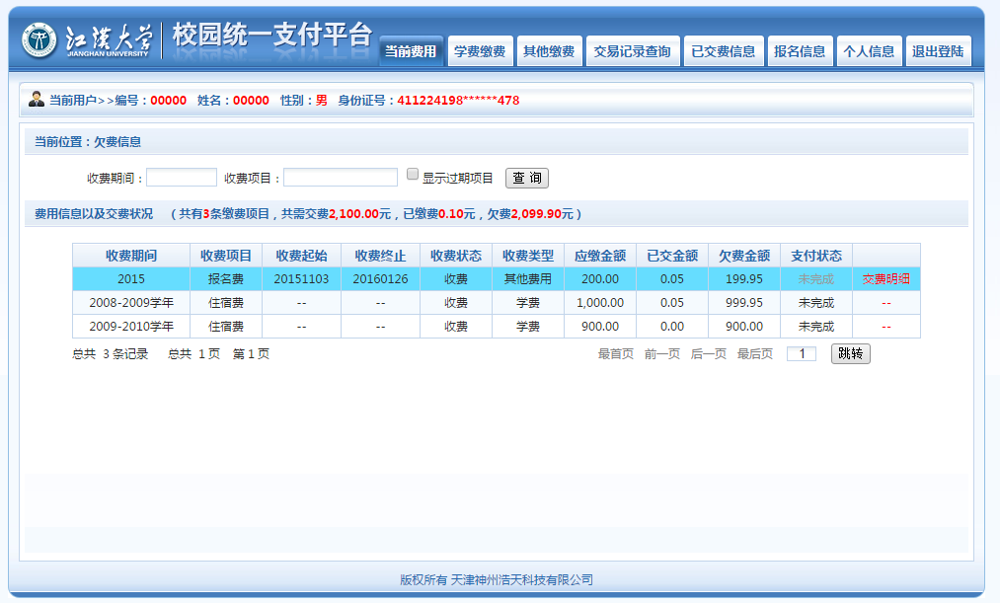 江汉大学 校园统一支付平台
JIANGHAN UNIVERSITY
当前费用 学费缴费 其他缴费 交易记录查询 已交费信息 报名信息 个人信息 退出登陆
当前用户>>编号：00000 姓名：00000 性别：男 身份证号：411224198******478
当前位置：欠费信息
收费期间： 收费项目： 显示过期项目 查 询
费用信息以及交费状况 （共有3条缴费项目，共需交费2,100.00元，已缴费0.10元，欠费2,099.90元）
收费期间 收费项目 收费起始 收费终止 收费状态 收费类型 应缴金额 已交金额 欠费金额 支付状态
2015 报名费 20151103 20160126 收费 其他费用 200.00 0.05 199.95 未完成 交费明细
2008-2009学年 住宿费 -- -- 收费 学费 1,000.00 0.05 999.95 未完成 --
2009-2010学年 住宿费 -- -- 收费 学费 900.00 0.00 900.00 未完成 --
总共 3 条记录 总共 1 页 第 1 页 最首页 前一页 后一页 最后页 1 跳转
版权所有 天津神州浩天科技有限公司